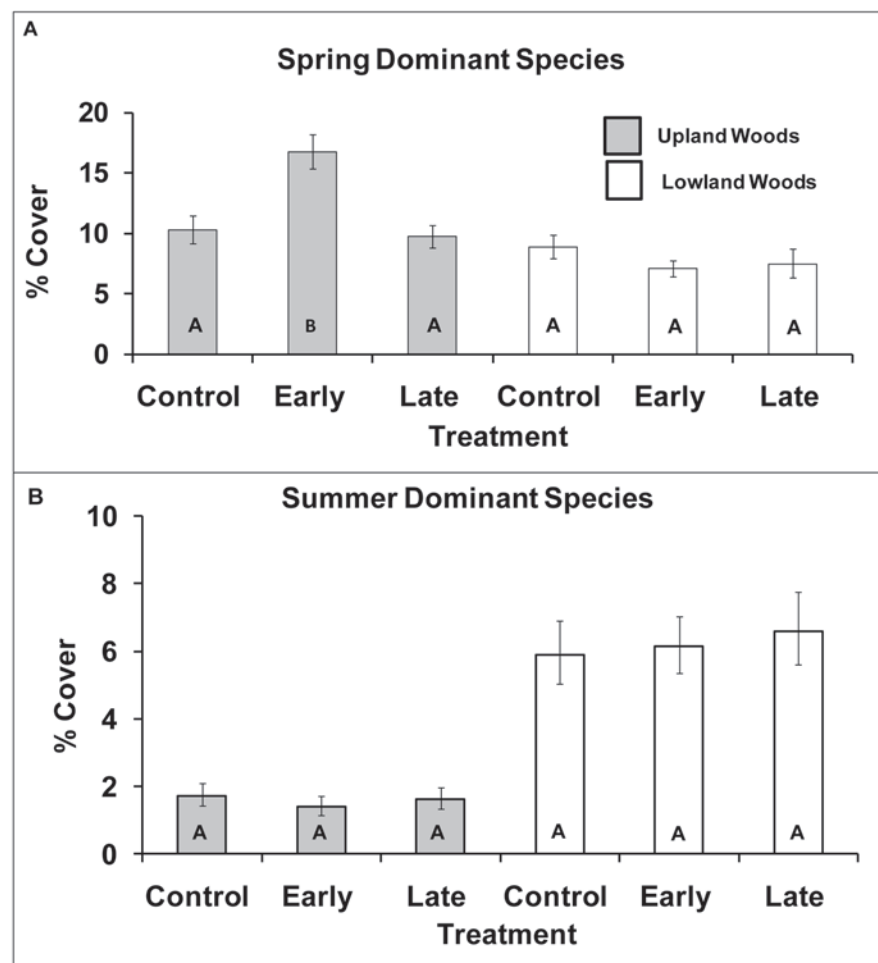 A
Spring Dominant Species
20
15
10
5
0
% Cover
Upland Woods
Lowland Woods
A B A A A A
Control Early Late Control Early Late
Treatment
B
Summer Dominant Species
10
8
6
4
2
0
% Cover
A A A A A A
Control Early Late Control Early Late
Treatment